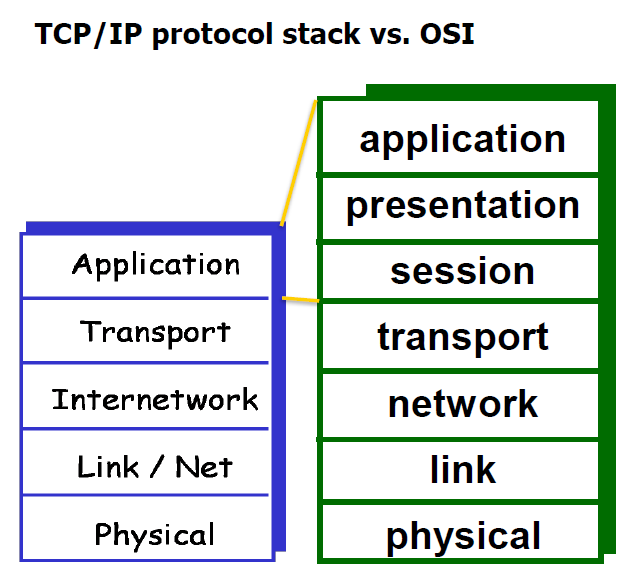 TCP/IP protocol stack vs. OSI
Application
Transport
Internetwork
Link / Net
Physical
application
presentation
session
transport
network
link
physical